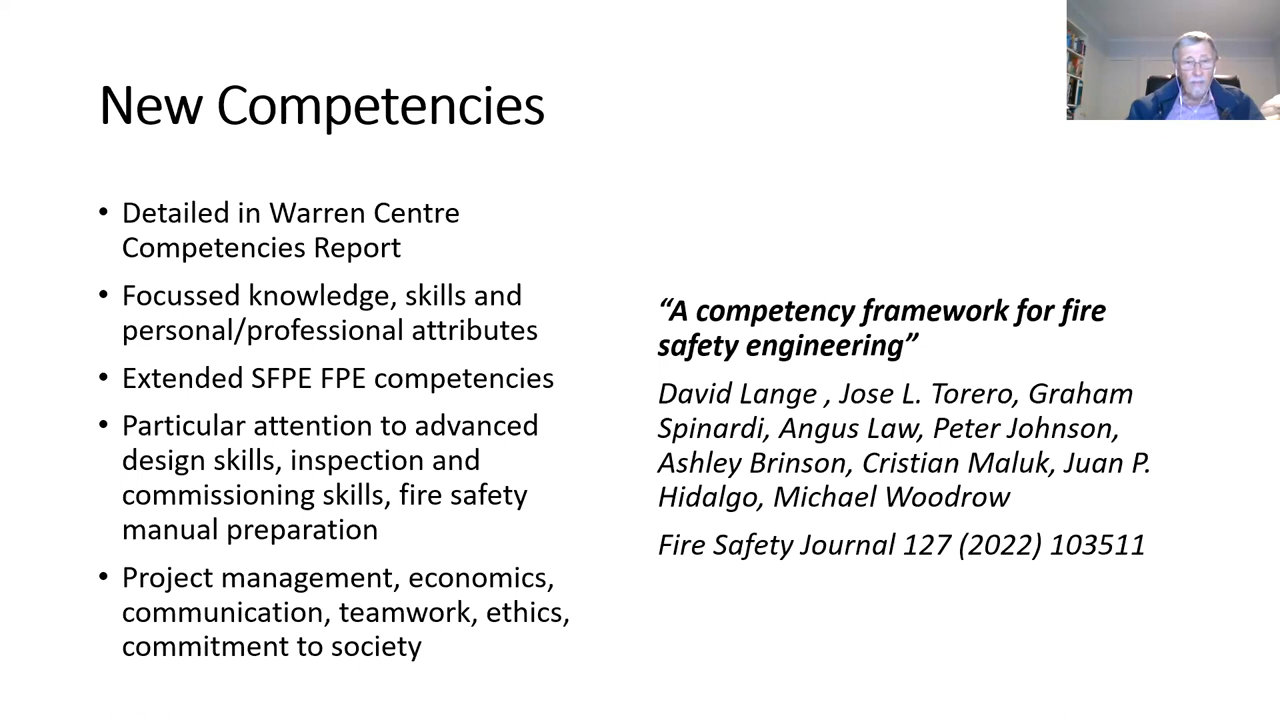 New Competencies
• Detailed in Warren Centre
Competencies Report
• Focussed knowledge, skills and
personal/professional attributes
• Extended SFPE FPE competencies
• Particular attention to advanced
design skills, inspection and
commissioning skills, fire safety
manual preparation
• Project management, economics,
communication, teamwork, ethics,
commitment to society
“A competency framework for fire
safety engineering”
David Lange , Jose L. Torero, Graham
Spinardi, Angus Law, Peter Johnson,
Ashley Brinson, Cristian Maluk, Juan P.
Hidalgo, Michael Woodrow
Fire Safety Journal 127 (2022) 103511